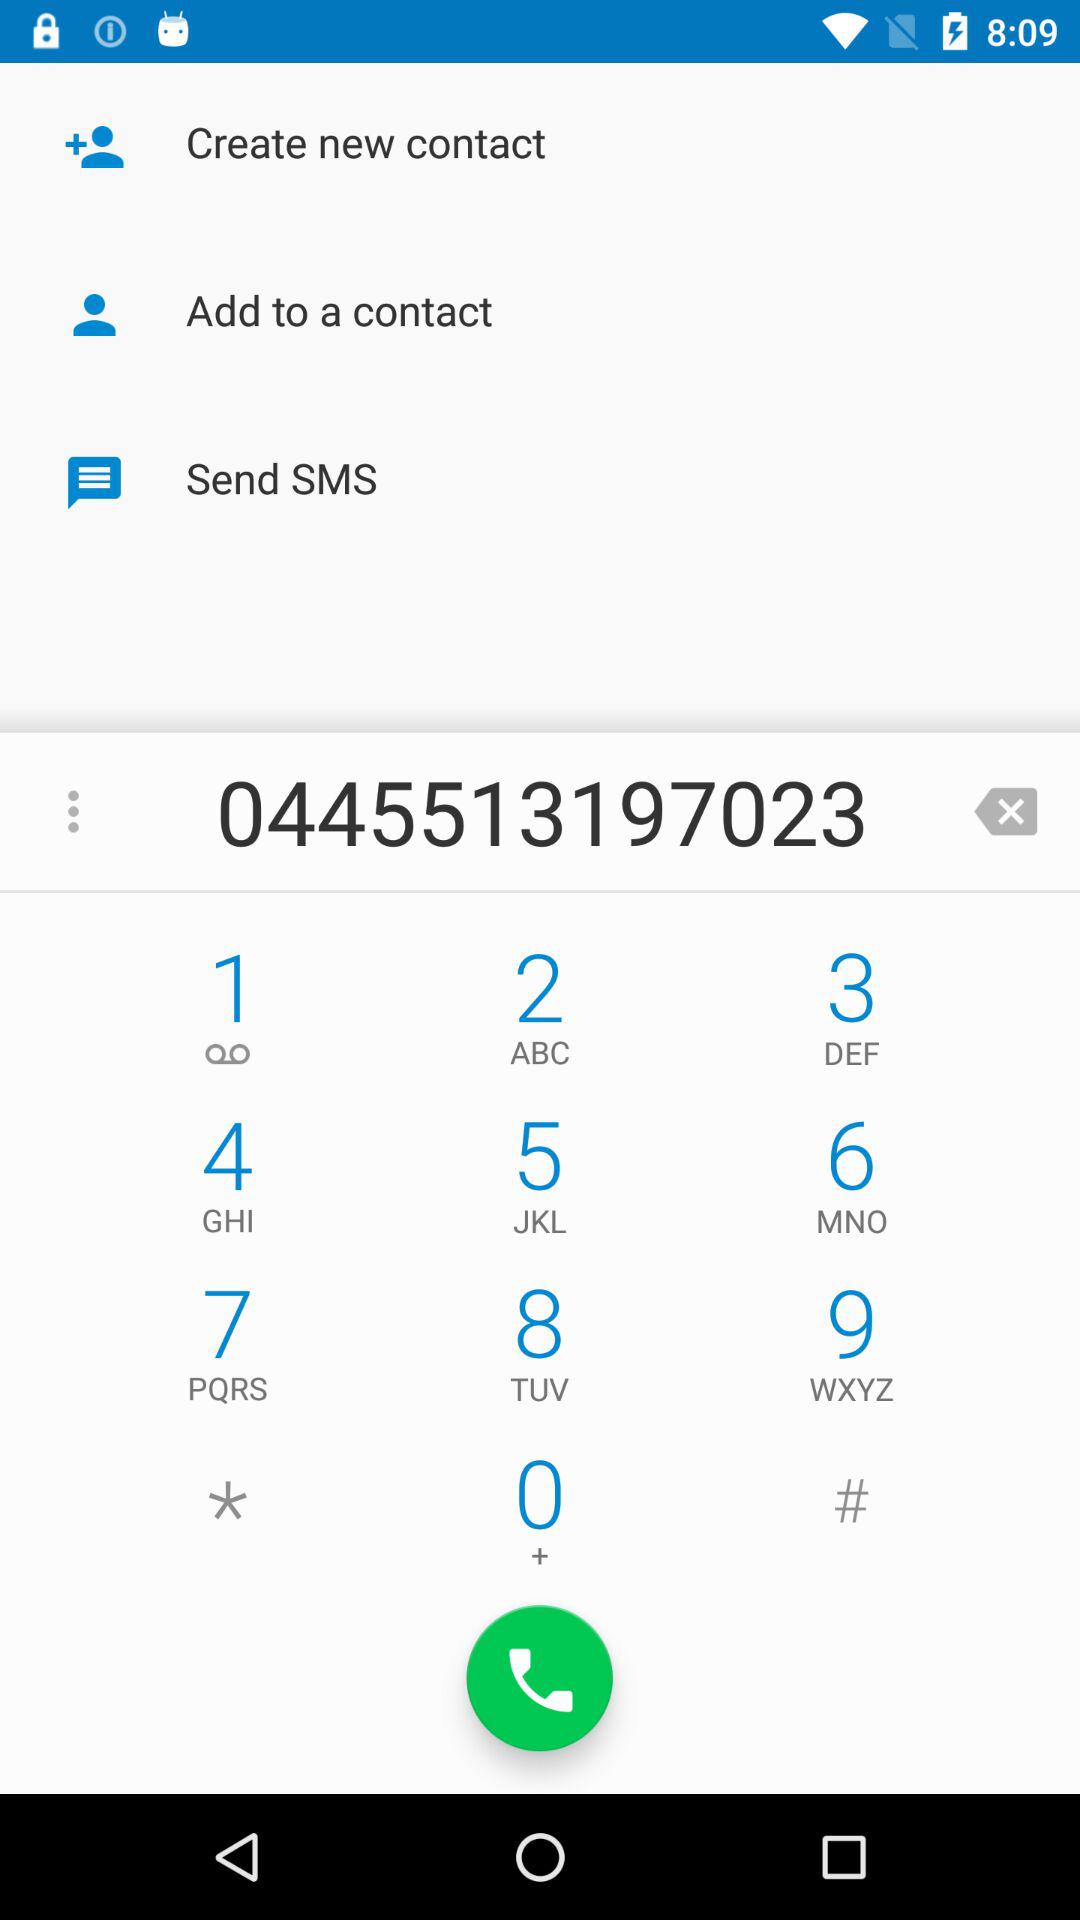 8:09
Create new contact
Add to a contact
Send SMS
0445513197023
1 2 3
ABC DEF
4 5 6
GHI JKL MNO
7 8 9
PQRS TUV WXYZ
* 0 #
+